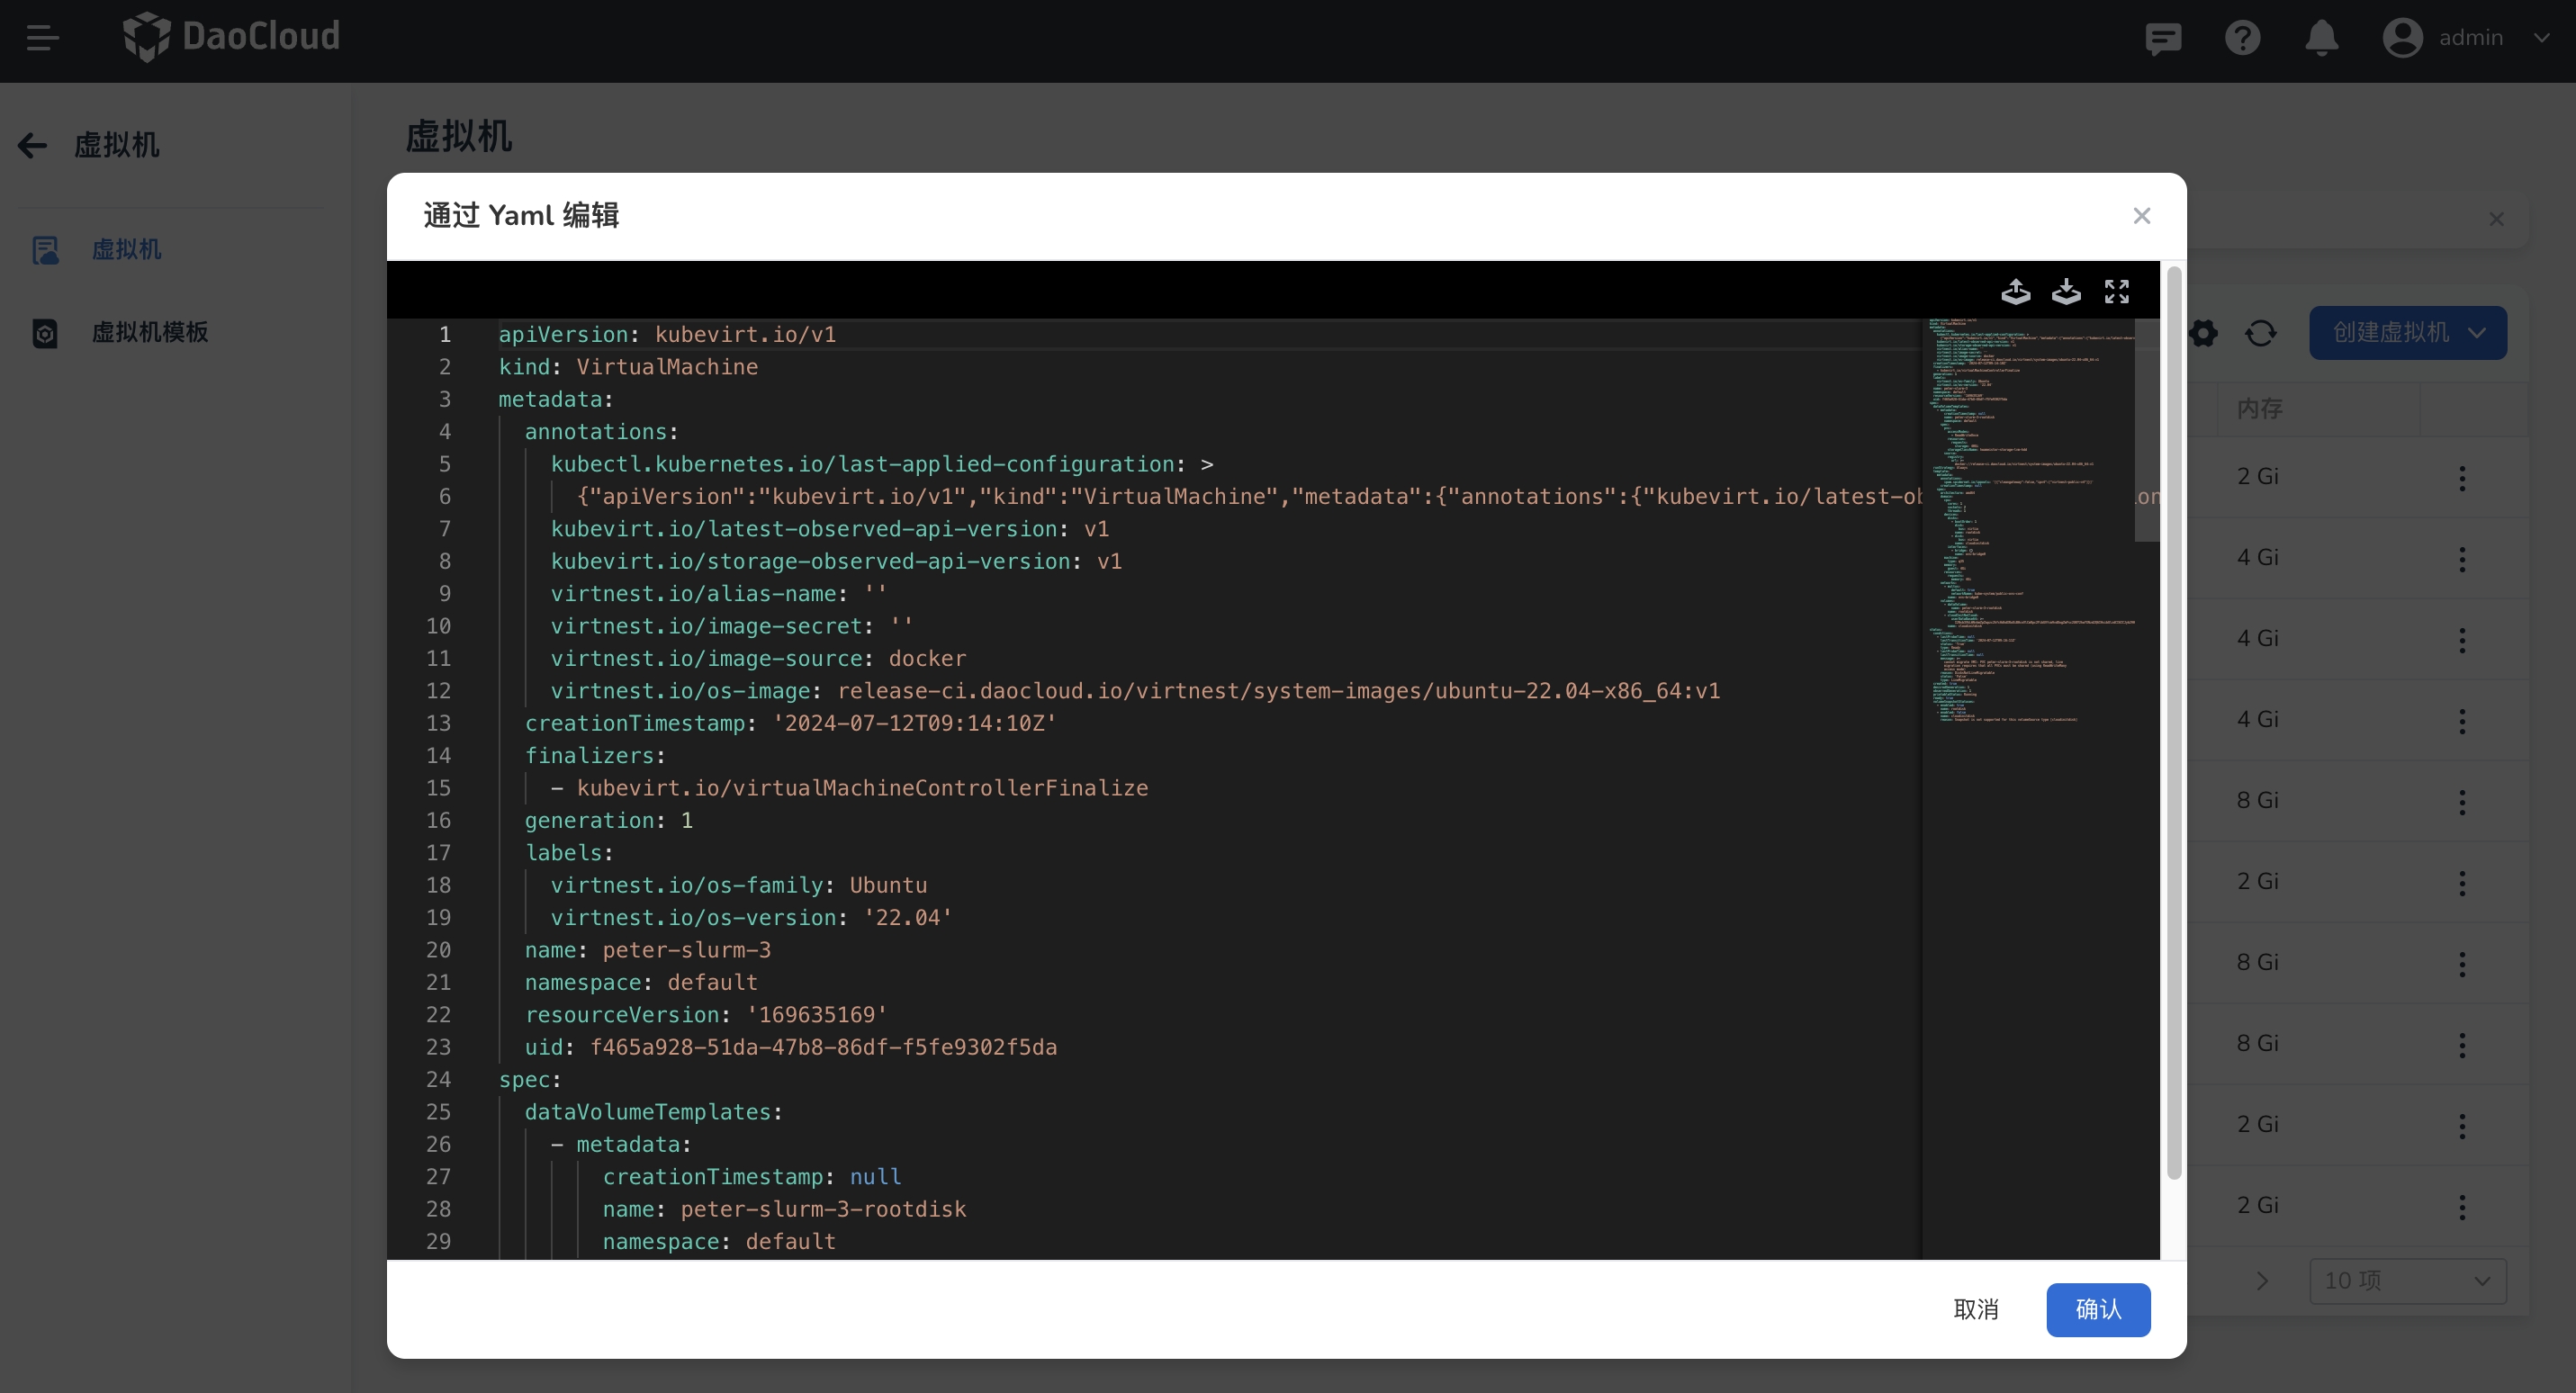 DaoCloud
admin
虚拟机
虚拟机
虚拟机模板
虚拟机
创建虚拟机
内存
2 Gi
4 Gi
4 Gi
4 Gi
8 Gi
2 Gi
8 Gi
8 Gi
2 Gi
2 Gi
10 项
通过 Yaml 编辑
1 apiVersion: kubevirt.io/v1
2 kind: VirtualMachine
3 metadata:
4 annotations:
5 kubectl.kubernetes.io/last-applied-configuration: >
6 {"apiVersion":"kubevirt.io/v1","kind":"VirtualMachine","metadata":{"annotations":{"kubevirt.io/latest-ob
7 kubevirt.io/latest-observed-api-version: v1
8 kubevirt.io/storage-observed-api-version: v1
9 virtnest.io/alias-name: ''
10 virtnest.io/image-secret: ''
11 virtnest.io/image-source: docker
12 virtnest.io/os-image: release-ci.daocloud.io/virtnest/system-images/ubuntu-22.04-x86_64:v1
13 creationTimestamp: '2024-07-12T09:14:10Z'
14 finalizers:
15 - kubevirt.io/virtualMachineControllerFinalize
16 generation: 1
17 labels:
18 virtnest.io/os-family: Ubuntu
19 virtnest.io/os-version: '22.04'
20 name: peter-slurm-3
21 namespace: default
22 resourceVersion: '169635169'
23 uid: f465a928-51da-47b8-86df-f5fe9302f5da
24 spec:
25 dataVolumeTemplates:
26 - metadata:
27 creationTimestamp: null
28 name: peter-slurm-3-rootdisk
29 namespace: default
取消
确认